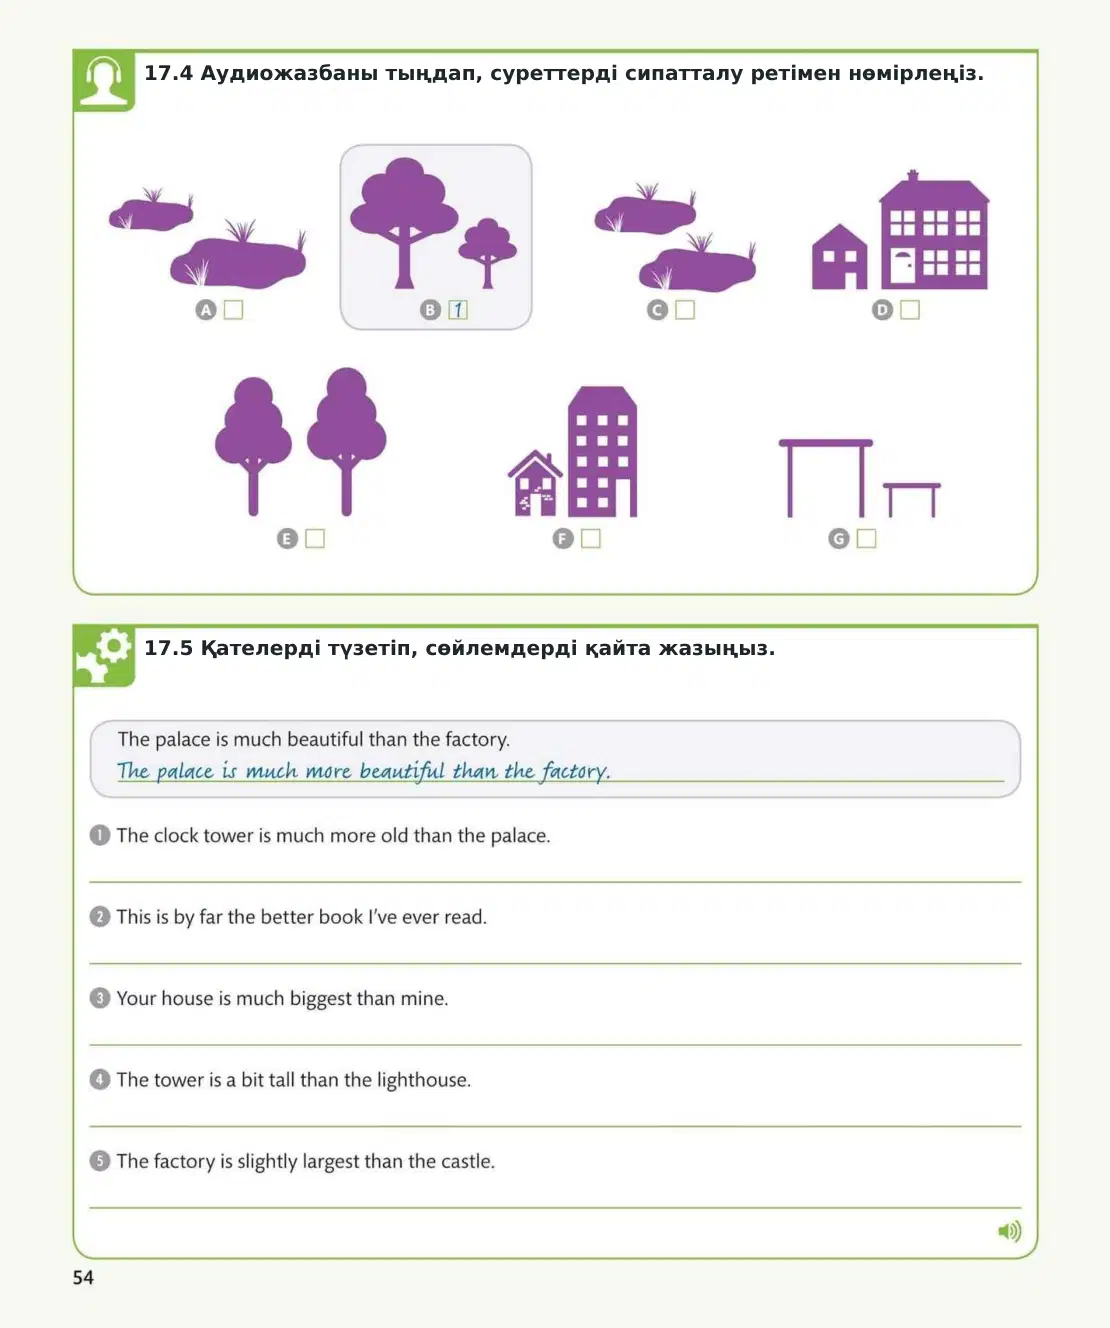 17.4 Аудиожазбаны тыңдап, суреттерді сипатталу ретімен нөмірлеңіз.
A
B 1
C
D
E
F
G
17.5 Қателерді түзетіп, сөйлемдерді қайта жазыңыз.
The palace is much beautiful than the factory.
The palace is much more beautiful than the factory.
1 The clock tower is much more old than the palace.
2 This is by far the better book I've ever read.
3 Your house is much biggest than mine.
4 The tower is a bit tall than the lighthouse.
5 The factory is slightly largest than the castle.
54